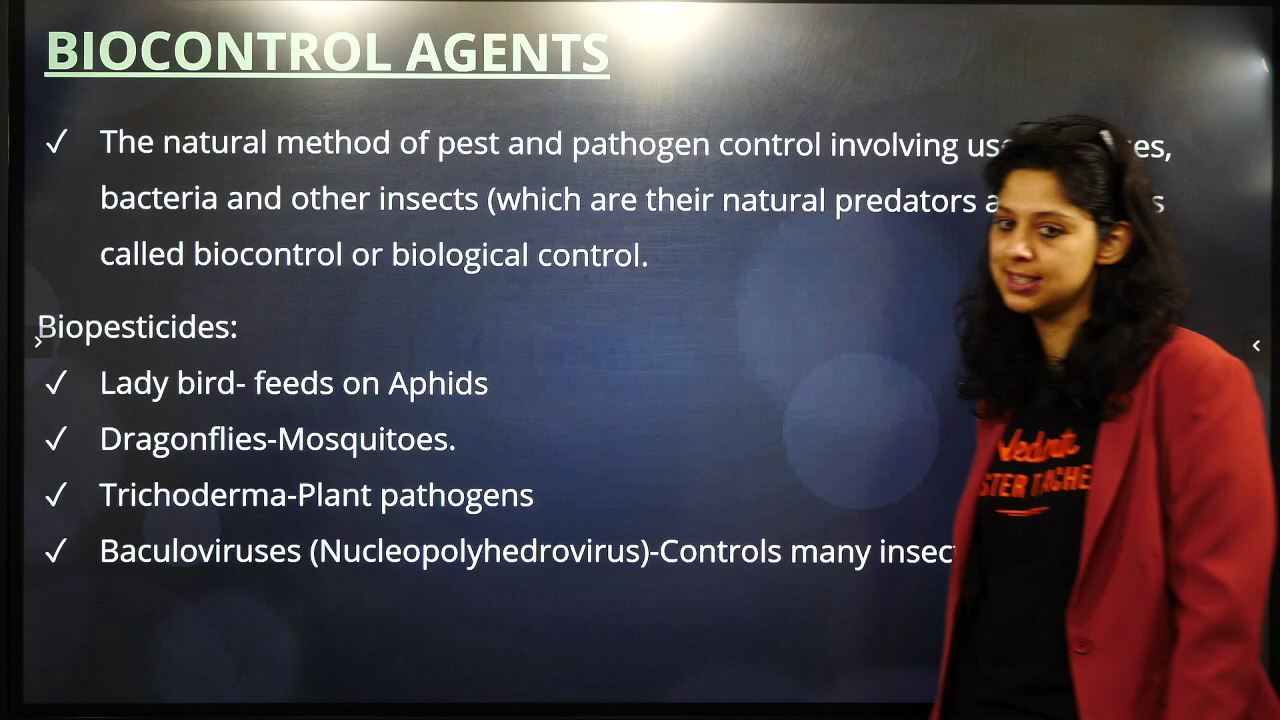 BIOCONTROL AGENTS
✓ The natural method of pest and pathogen control involving
bacteria and other insects (which are their natural predators
called biocontrol or biological control.
Biopesticides:
✓ Lady bird- feeds on Aphids
✓ Dragonflies-Mosquitoes.
✓ Trichoderma-Plant pathogens
✓ Baculoviruses (Nucleopolyhedrovirus)-Controls many